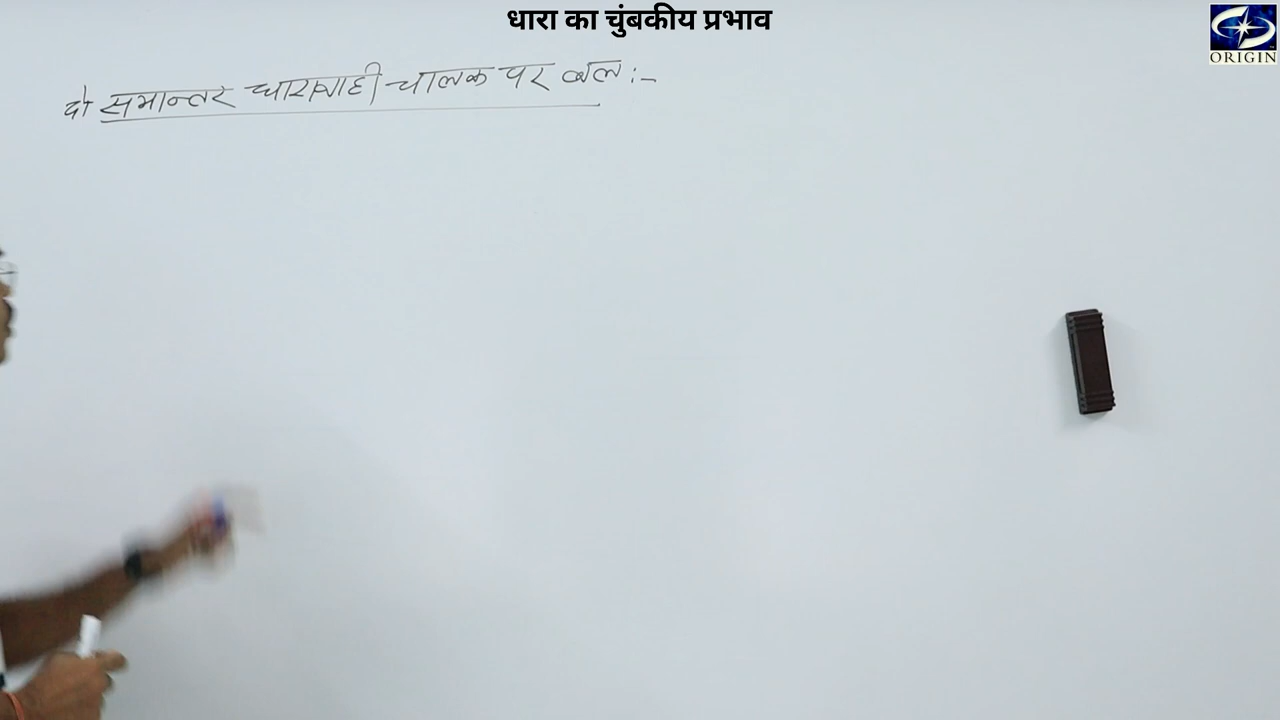 धारा का चुंबकीय प्रभाव
ORIGIN
दो समान्तर धारावाही चालक पर बल :-